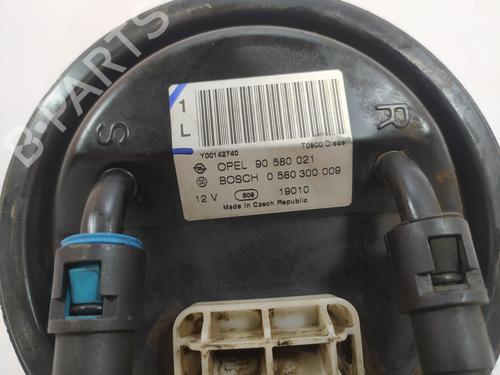 1
L
Y00142740
T0800/Diesel
OPEL 90 580 021
BOSCH 0 580 300 009
12 V 606 19010
Made in Czech Republic
S
R
B-PARTS